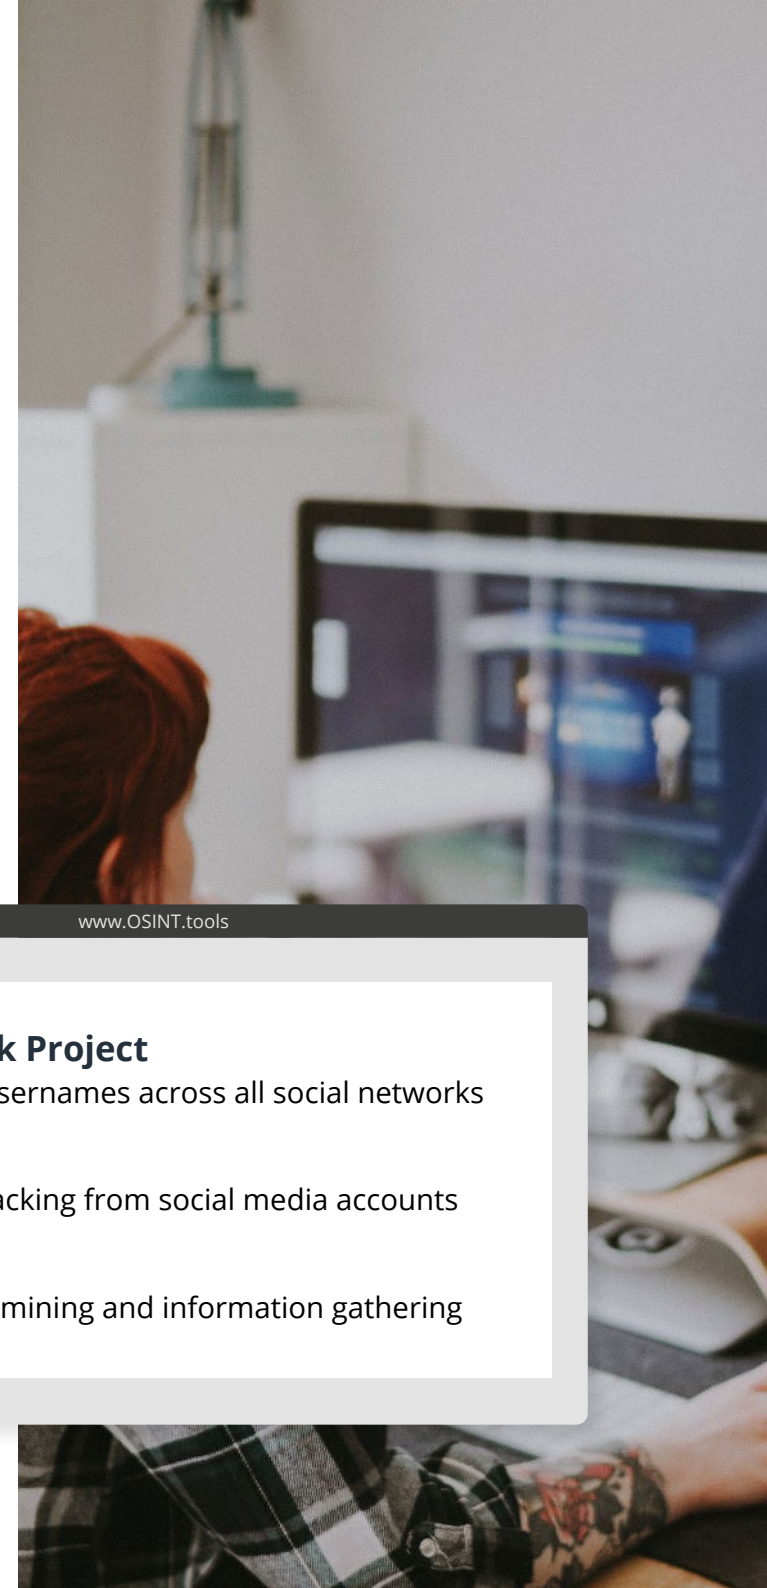 www.OSINT.tools
k Project
sernames across all social networks
acking from social media accounts
mining and information gathering